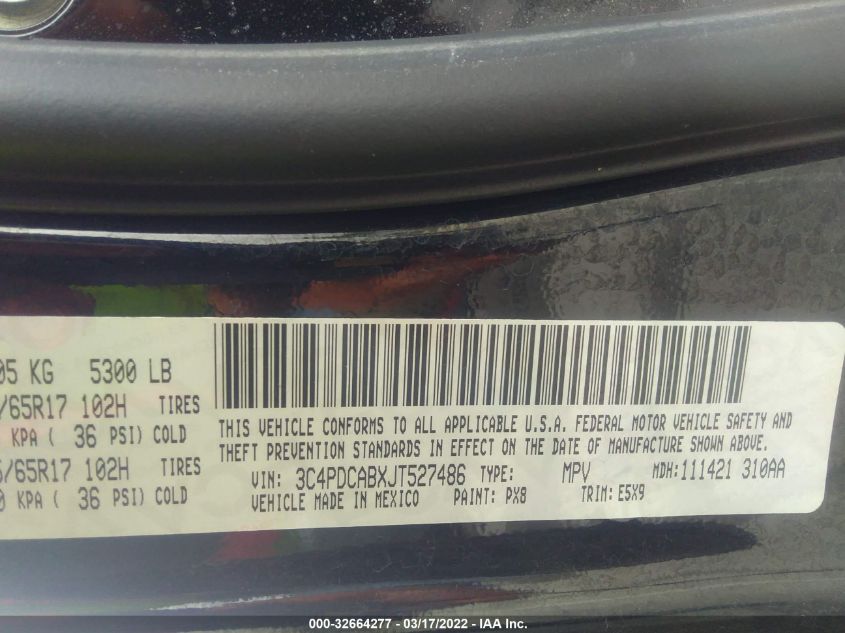 05 KG 5300 LB
/65R17 102H TIRES
KPA ( 36 PSI) COLD
/65R17 102H TIRES
0 KPA ( 36 PSI) COLD
THIS VEHICLE CONFORMS TO ALL APPLICABLE U.S.A. FEDERAL MOTOR VEHICLE SAFETY AND
THEFT PREVENTION STANDARDS IN EFFECT ON THE DATE OF MANUFACTURE SHOWN ABOVE.
VIN: 3C4PDCABXJT527486 TYPE: MPV MDH:111421 310AA
VEHICLE MADE IN MEXICO PAINT: PX8 TRIM: E5X9
000-32664277 - 03/17/2022 - IAA Inc.